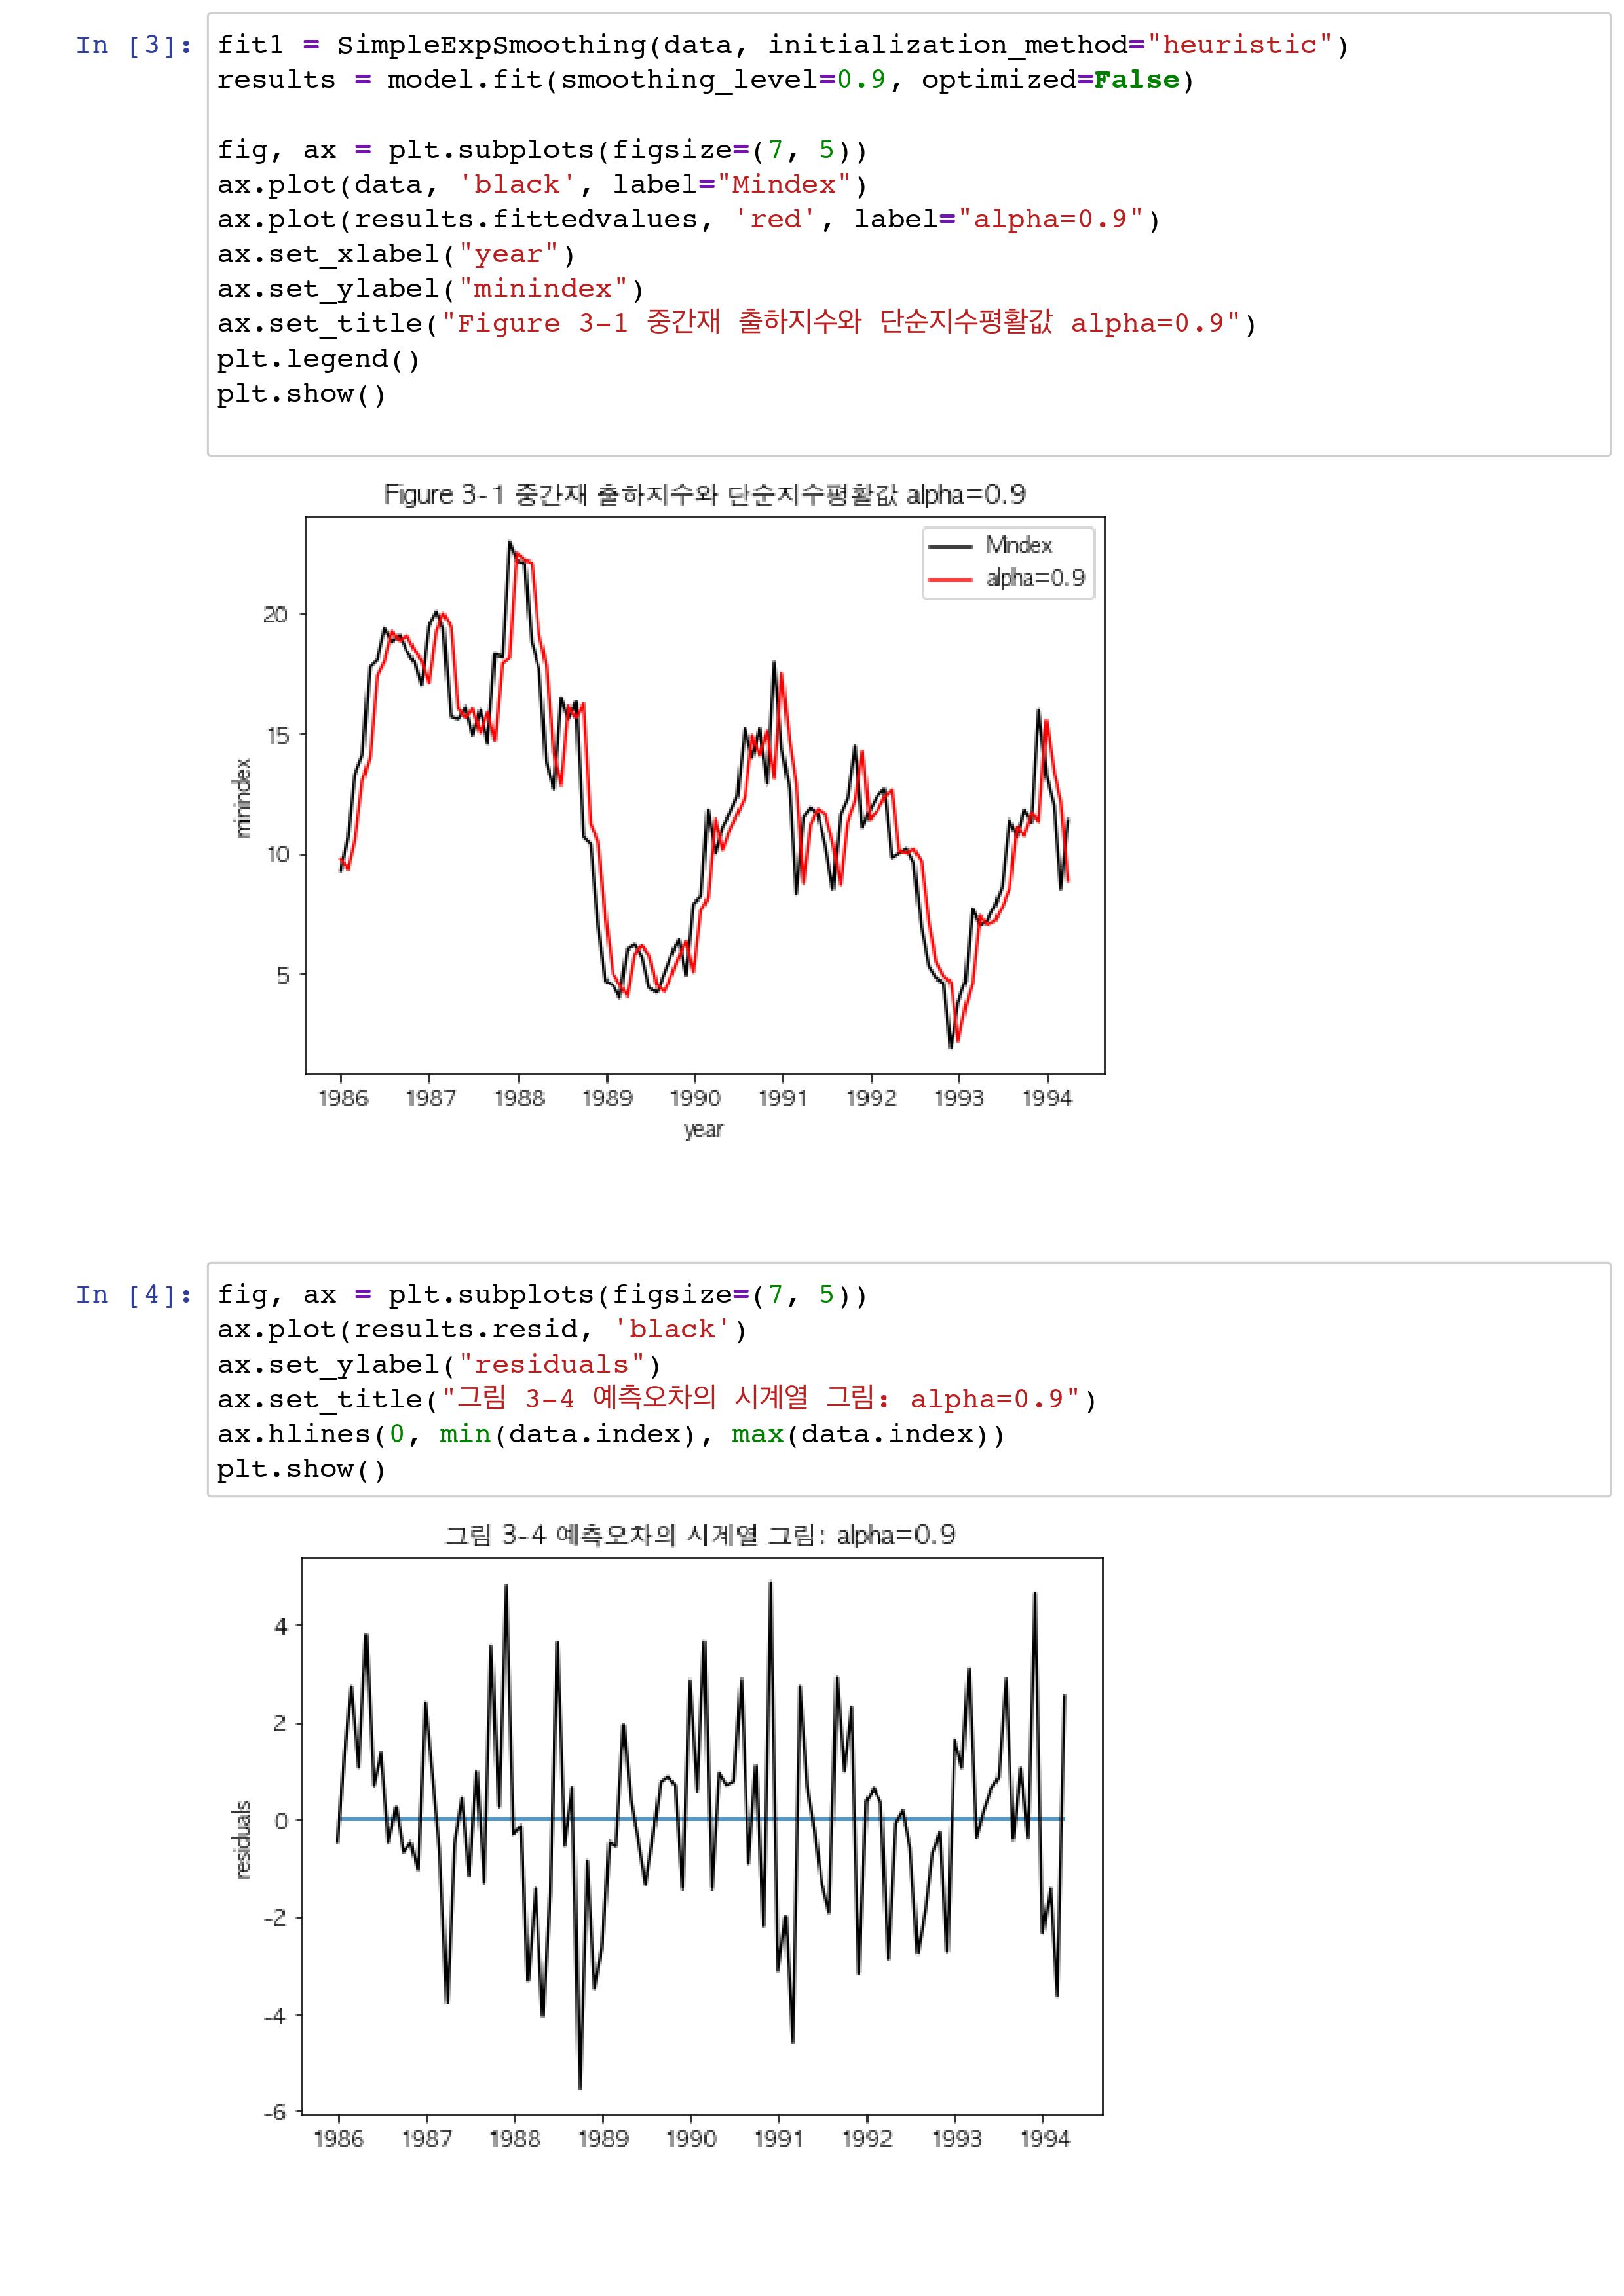 In [3]: fit1 = SimpleExpSmoothing(data, initialization_method="heuristic")
results = model.fit(smoothing_level=0.9, optimized=False)
fig, ax = plt.subplots(figsize=(7, 5))
ax.plot(data, 'black', label="Mindex")
ax.plot(results.fittedvalues, 'red', label="alpha=0.9")
ax.set_xlabel("year")
ax.set_ylabel("minindex")
ax.set_title("Figure 3-1 중간재 출하지수와 단순지수평활값 alpha=0.9")
plt.legend()
plt.show()
Figure 3-1 중간재 출하지수와 단순지수평활값 alpha=0.9
Mindex
alpha=0.9
20
15
10
5
minindex
1986 1987 1988 1989 1990 1991 1992 1993 1994
year
In [4]: fig, ax = plt.subplots(figsize=(7, 5))
ax.plot(results.resid, 'black')
ax.set_ylabel("residuals")
ax.set_title("그림 3-4 예측오차의 시계열 그림: alpha=0.9")
ax.hlines(0, min(data.index), max(data.index))
plt.show()
그림 3-4 예측오차의 시계열 그림: alpha=0.9
4
2
0
-2
-4
-6
residuals
1986 1987 1988 1989 1990 1991 1992 1993 1994